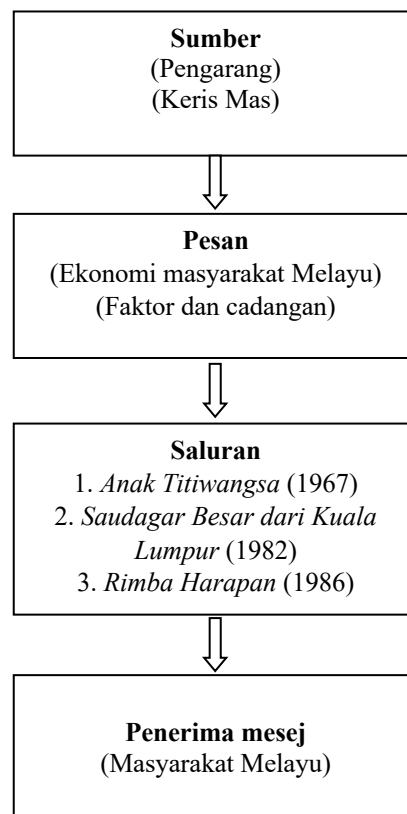 Sumber
(Pengarang)
(Keris Mas)
Pesan
(Ekonomi masyarakat Melayu)
(Faktor dan cadangan)
Saluran
1. Anak Titiwangsa (1967)
2. Saudagar Besar dari Kuala
Lumpur (1982)
3. Rimba Harapan (1986)
Penerima mesej
(Masyarakat Melayu)